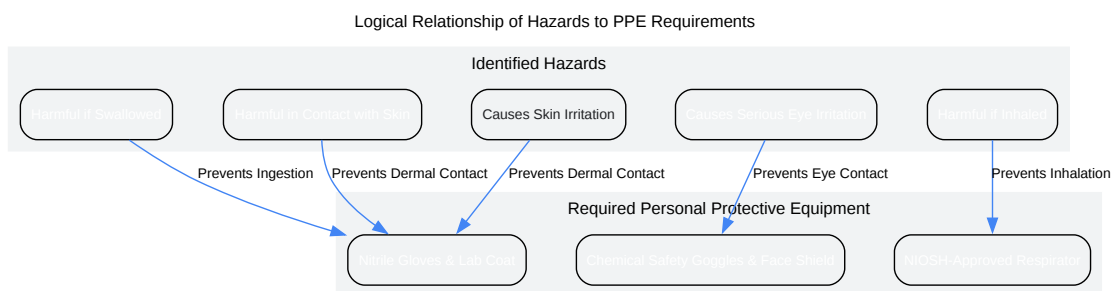 Logical Relationship of Hazards to PPE Requirements
Identified Hazards
Harmful if Swallowed
Harmful in Contact with Skin
Causes Skin Irritation
Causes Serious Eye Irritation
Harmful if Inhaled
Prevents Ingestion
Prevents Dermal Contact
Prevents Dermal Contact
Prevents Eye Contact
Prevents Inhalation
Required Personal Protective Equipment
Nitrile Gloves & Lab Coat
Chemical Safety Goggles & Face Shield
NIOSH-Approved Respirator